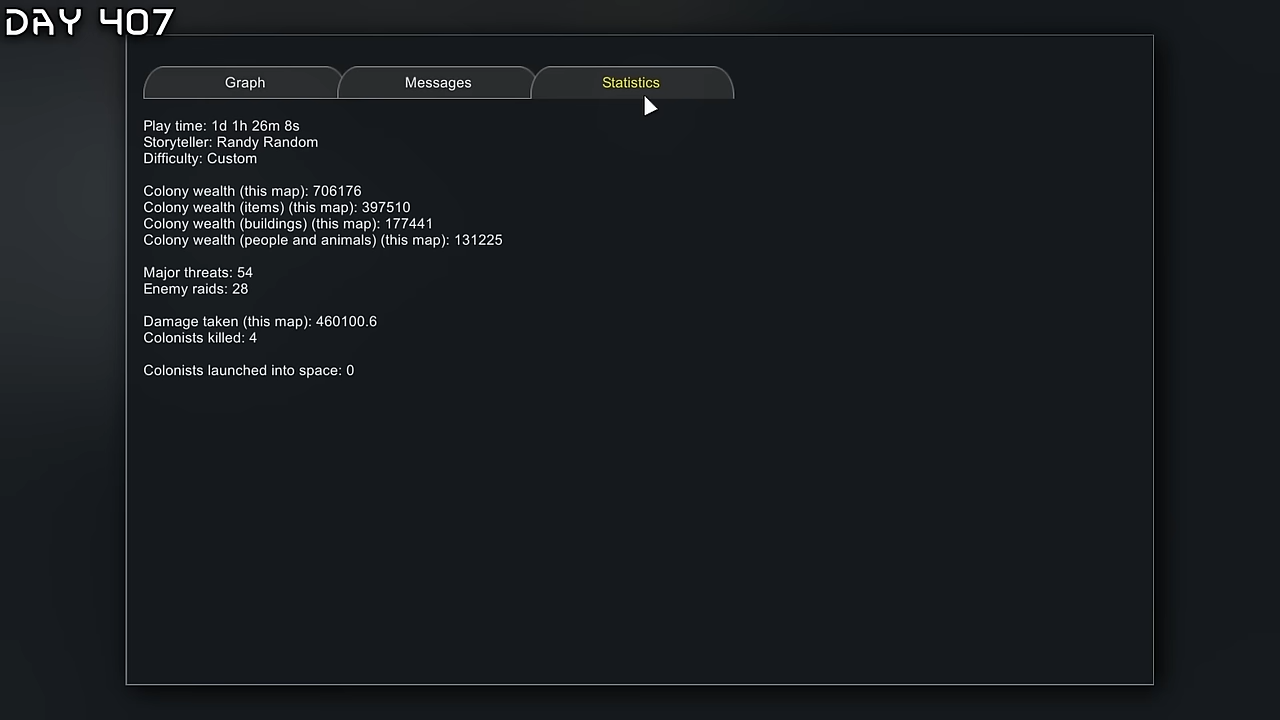 DAY 407
Graph
Messages
Statistics
Play time: 1d 1h 26m 8s
Storyteller: Randy Random
Difficulty: Custom
Colony wealth (this map): 706176
Colony wealth (items) (this map): 397510
Colony wealth (buildings) (this map): 177441
Colony wealth (people and animals) (this map): 131225
Major threats: 54
Enemy raids: 28
Damage taken (this map): 460100.6
Colonists killed: 4
Colonists launched into space: 0